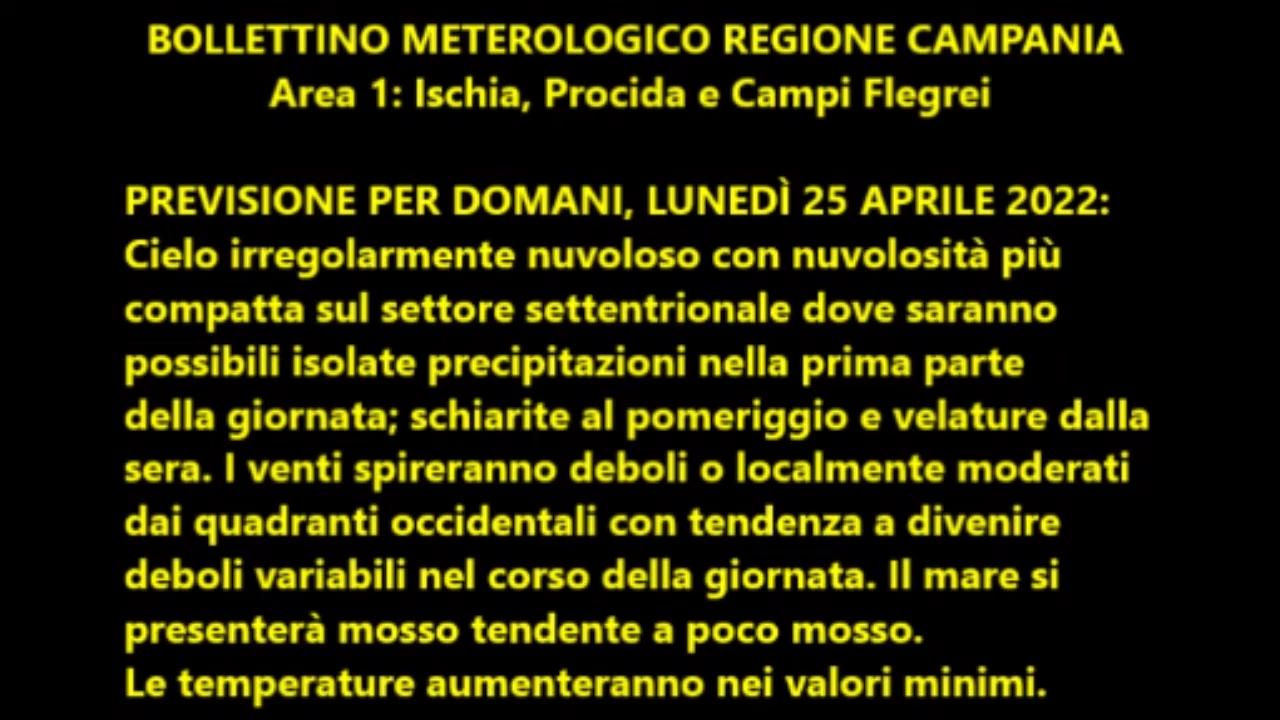 BOLLETTINO METEROLOGICO REGIONE CAMPANIA
Area 1: Ischia, Procida e Campi Flegrei
PREVISIONE PER DOMANI, LUNEDÌ 25 APRILE 2022:
Cielo irregolarmente nuvoloso con nuvolosità più
compatta sul settore settentrionale dove saranno
possibili isolate precipitazioni nella prima parte
della giornata; schiarite al pomeriggio e velature dalla
sera. I venti spireranno deboli o localmente moderati
dai quadranti occidentali con tendenza a divenire
deboli variabili nel corso della giornata. Il mare si
presenterà mosso tendente a poco mosso.
Le temperature aumenteranno nei valori minimi.